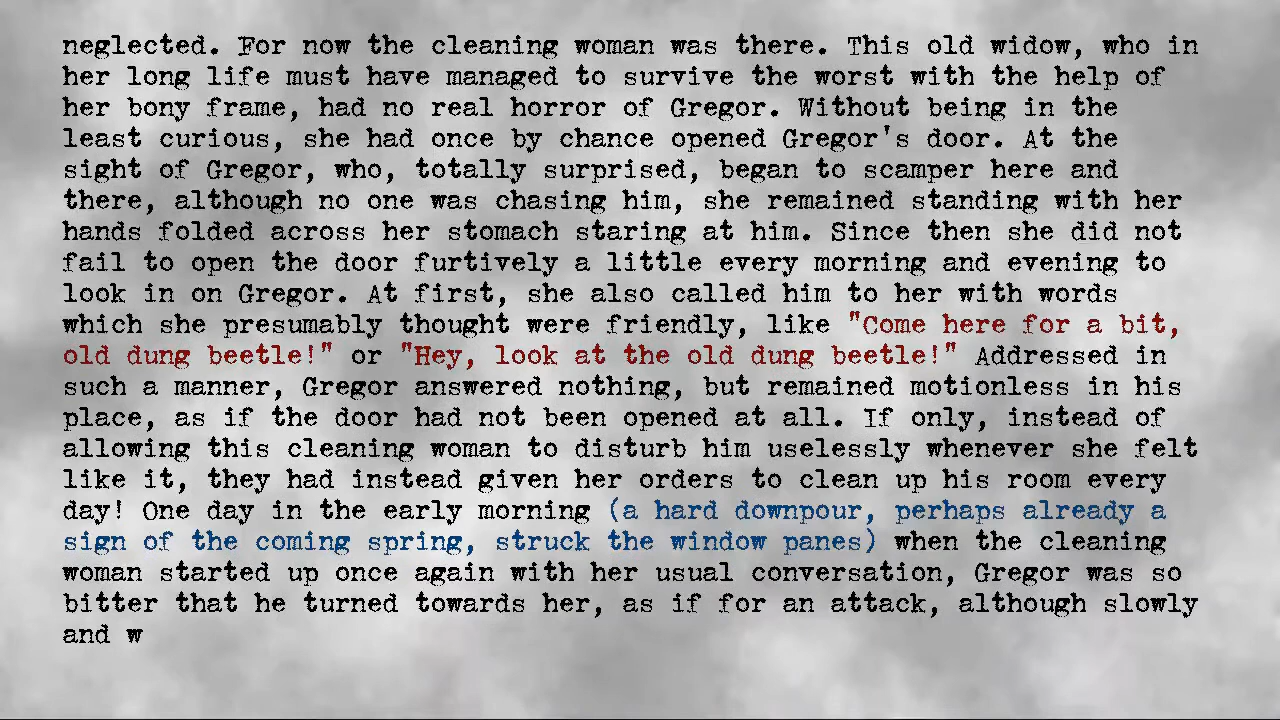 neglected. For now the cleaning woman was there. This old widow, who in
her long life must have managed to survive the worst with the help of
her bony frame, had no real horror of Gregor. Without being in the
least curious, she had once by chance opened Gregor's door. At the
sight of Gregor, who, totally surprised, began to scamper here and
there, although no one was chasing him, she remained standing with her
hands folded across her stomach staring at him. Since then she did not
fail to open the door furtively a little every morning and evening to
look in on Gregor. At first, she also called him to her with words
which she presumably thought were friendly, like "Come here for a bit,
old dung beetle!" or "Hey, look at the old dung beetle!" Addressed in
such a manner, Gregor answered nothing, but remained motionless in his
place, as if the door had not been opened at all. If only, instead of
allowing this cleaning woman to disturb him uselessly whenever she felt
like it, they had instead given her orders to clean up his room every
day! One day in the early morning (a hard downpour, perhaps already a
sign of the coming spring, struck the window panes) when the cleaning
woman started up once again with her usual conversation, Gregor was so
bitter that he turned towards her, as if for an attack, although slowly
and w